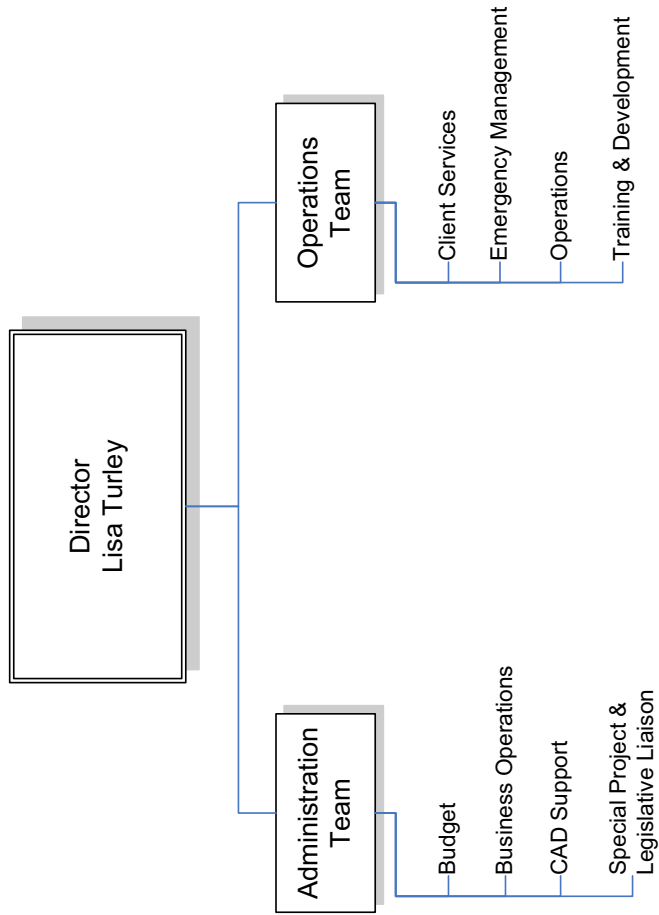 Director
Lisa Turley
Administration
Team
Budget
Business Operations
CAD Support
Special Project &
Legislative Liaison
Operations
Team
Client Services
Emergency Management
Operations
Training & Development